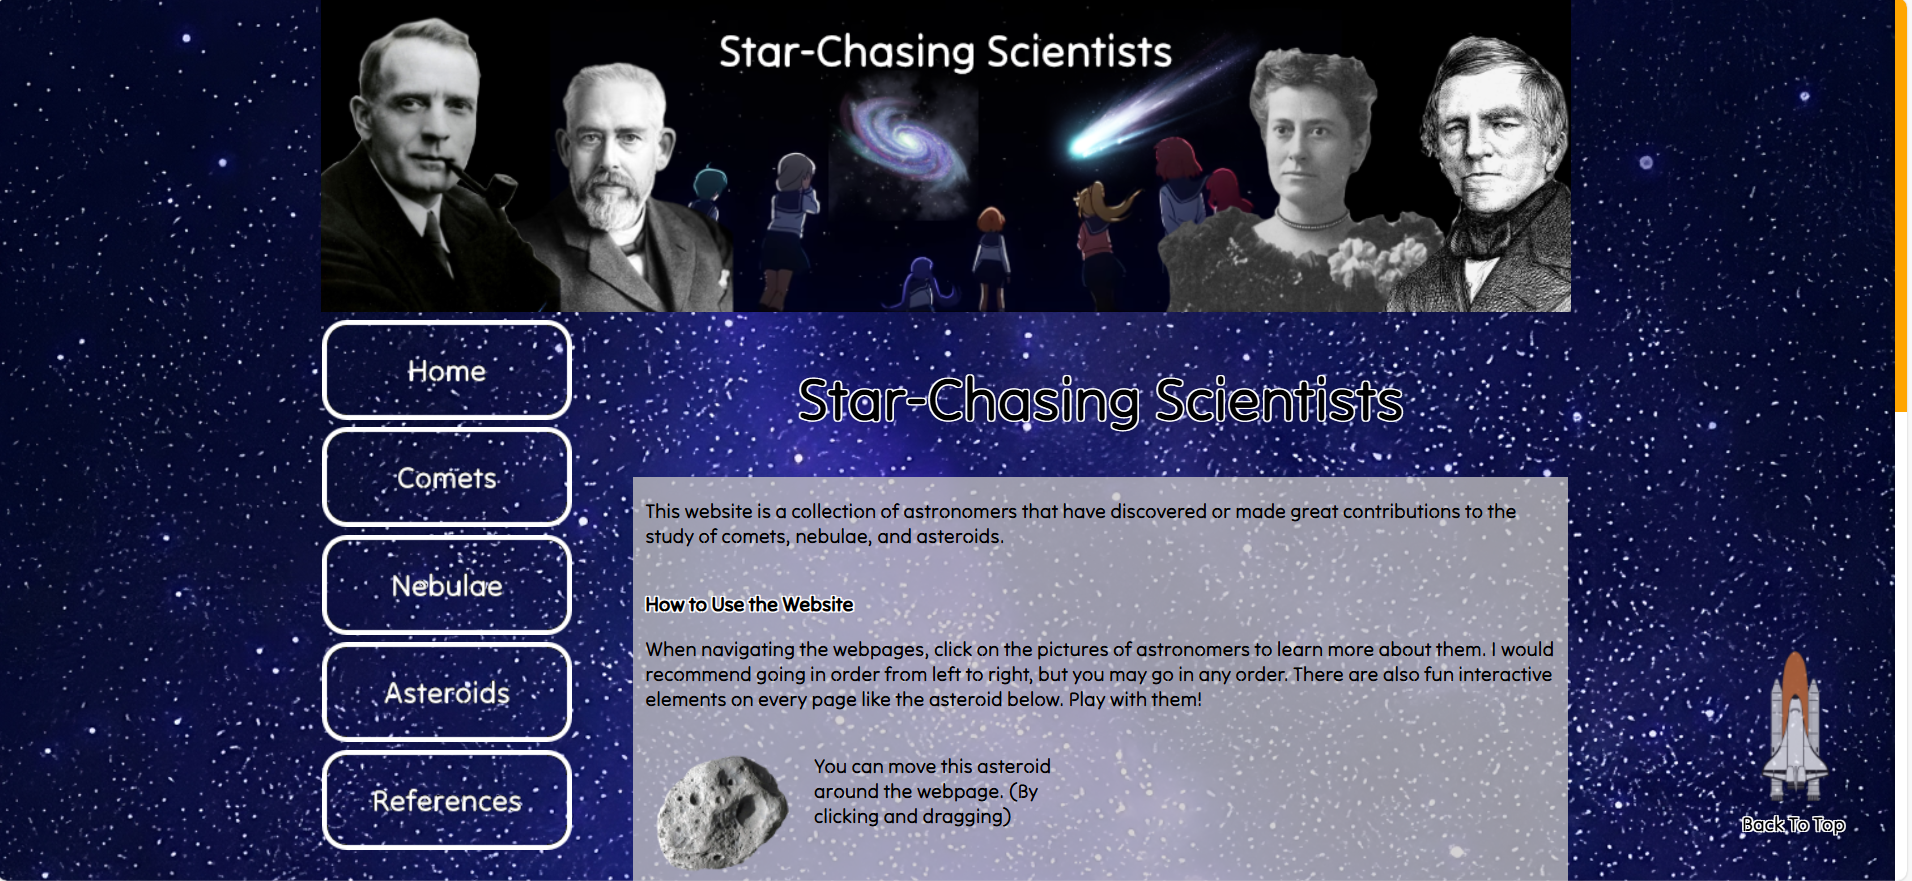 Star-Chasing Scientists
Home
Comets
Nebulae
Asteroids
References
Star-Chasing Scientists
This website is a collection of astronomers that have discovered or made great contributions to the
study of comets, nebulae, and asteroids.
How to Use the Website
When navigating the webpages, click on the pictures of astronomers to learn more about them. I would
recommend going in order from left to right, but you may go in any order. There are also fun interactive
elements on every page like the asteroid below. Play with them!
You can move this asteroid
around the webpage. (By
clicking and dragging)
Back To Top